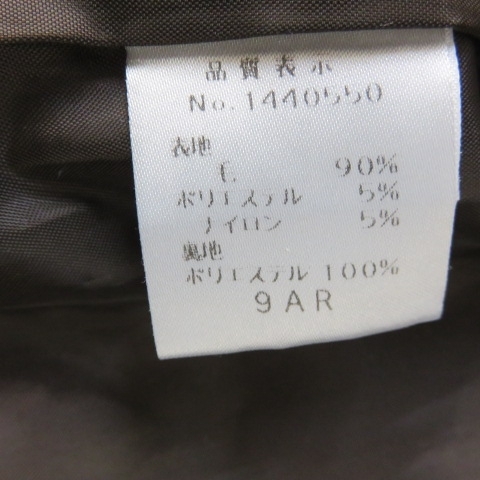 品質表示
No.1440550
表地
毛 90%
ポリエステル 5%
ナイロン 5%
裏地
ポリエステル 100%
9AR